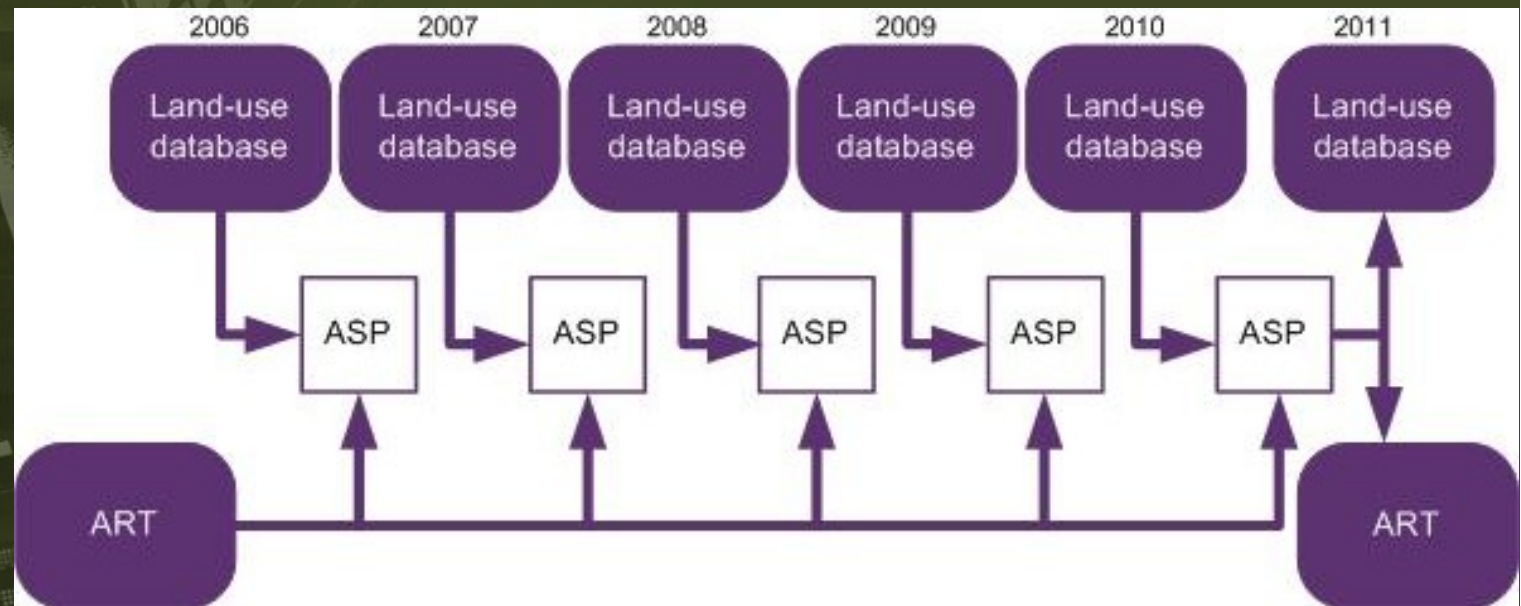 2006 2007 2008 2009 2010 2011
Land-use Land-use Land-use Land-use Land-use Land-use
database database database database database database
ASP ASP ASP ASP ASP
ART ART